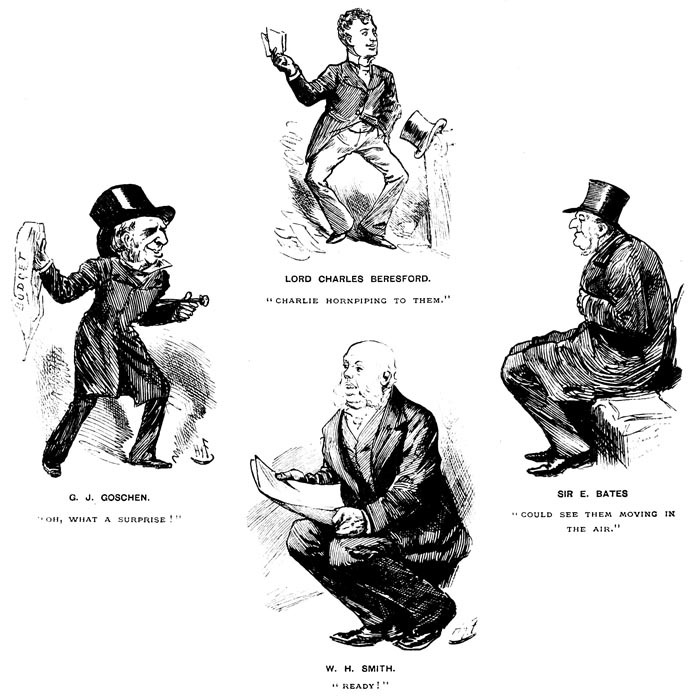 LORD CHARLES BERESFORD.
"CHARLIE HORNPIPING TO THEM."
BUDGET
G. J. GOSCHEN.
"OH, WHAT A SURPRISE!"
SIR E. BATES
"COULD SEE THEM MOVING IN
THE AIR."
W. H. SMITH.
"READY!"